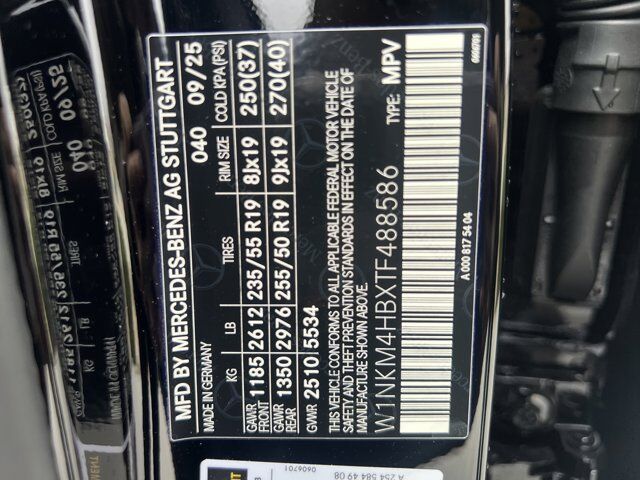 MFD BY MERCEDES-BENZ AG STUTTGART
MADE IN GERMANY 040 09/25
KG LB TIRES RIM SIZE COLD KPA (PSI)
GAWR FRONT 1185 2612 235/55 R19 8Jx19 250(37)
GAWR REAR 1350 2976 255/50 R19 9Jx19 270(40)
GVWR 2510 5534
THIS VEHICLE CONFORMS TO ALL APPLICABLE FEDERAL MOTOR VEHICLE
SAFETY AND THEFT PREVENTION STANDARDS IN EFFECT ON THE DATE OF
MANUFACTURE SHOWN ABOVE.
W1NKM4HBXTF488586 TYPE: MPV
A 000 817 54 04
0606701
A 254 584 49 08